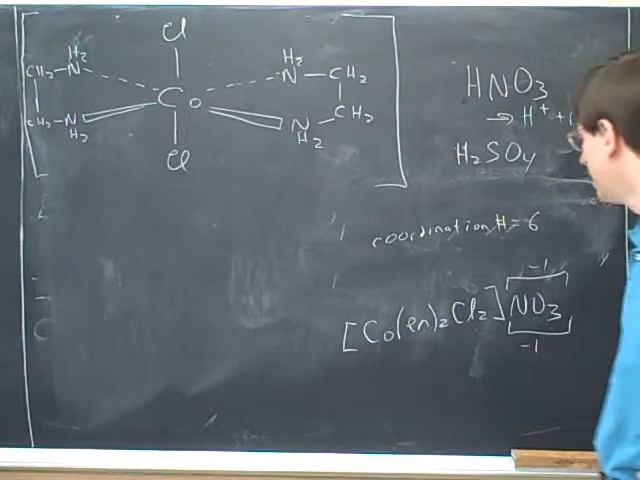 Cl
H2
CH2-N
H2
N-CH2
Co
CH2-N
H2
N-CH2
H2
Cl
HNO3
→ H+ +
H2SO4
coordination # = 6
-1
[Co(en)2Cl2]NO3
-1